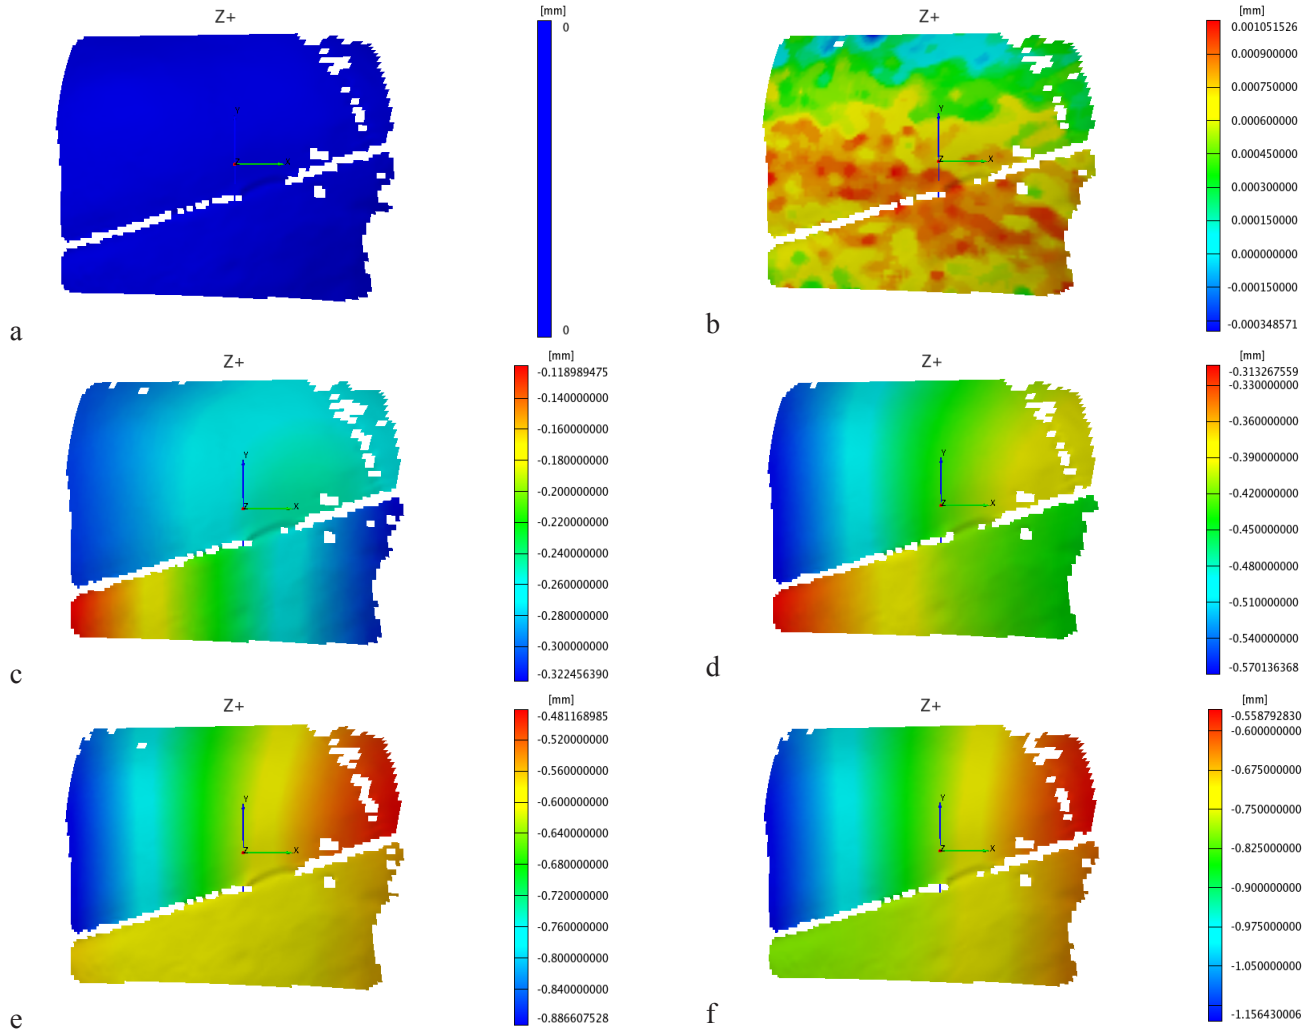 Z+
[mm]
0
0
Y
Z
X
a
Z+
[mm]
0.001051526
0.000900000
0.000750000
0.000600000
0.000450000
0.000300000
0.000150000
0.000000000
-0.000150000
-0.000348571
Y
Z
X
b
Z+
[mm]
-0.118989475
-0.140000000
-0.160000000
-0.180000000
-0.200000000
-0.220000000
-0.240000000
-0.260000000
-0.280000000
-0.300000000
-0.322456390
Y
Z
X
c
Z+
[mm]
-0.313267559
-0.330000000
-0.360000000
-0.390000000
-0.420000000
-0.450000000
-0.480000000
-0.510000000
-0.540000000
-0.570136368
Y
Z
X
d
Z+
[mm]
-0.481168985
-0.520000000
-0.560000000
-0.600000000
-0.640000000
-0.680000000
-0.720000000
-0.760000000
-0.800000000
-0.840000000
-0.886607528
Y
Z
X
e
Z+
[mm]
-0.558792830
-0.600000000
-0.675000000
-0.750000000
-0.825000000
-0.900000000
-0.975000000
-1.050000000
-1.156430006
Y
Z
X
f